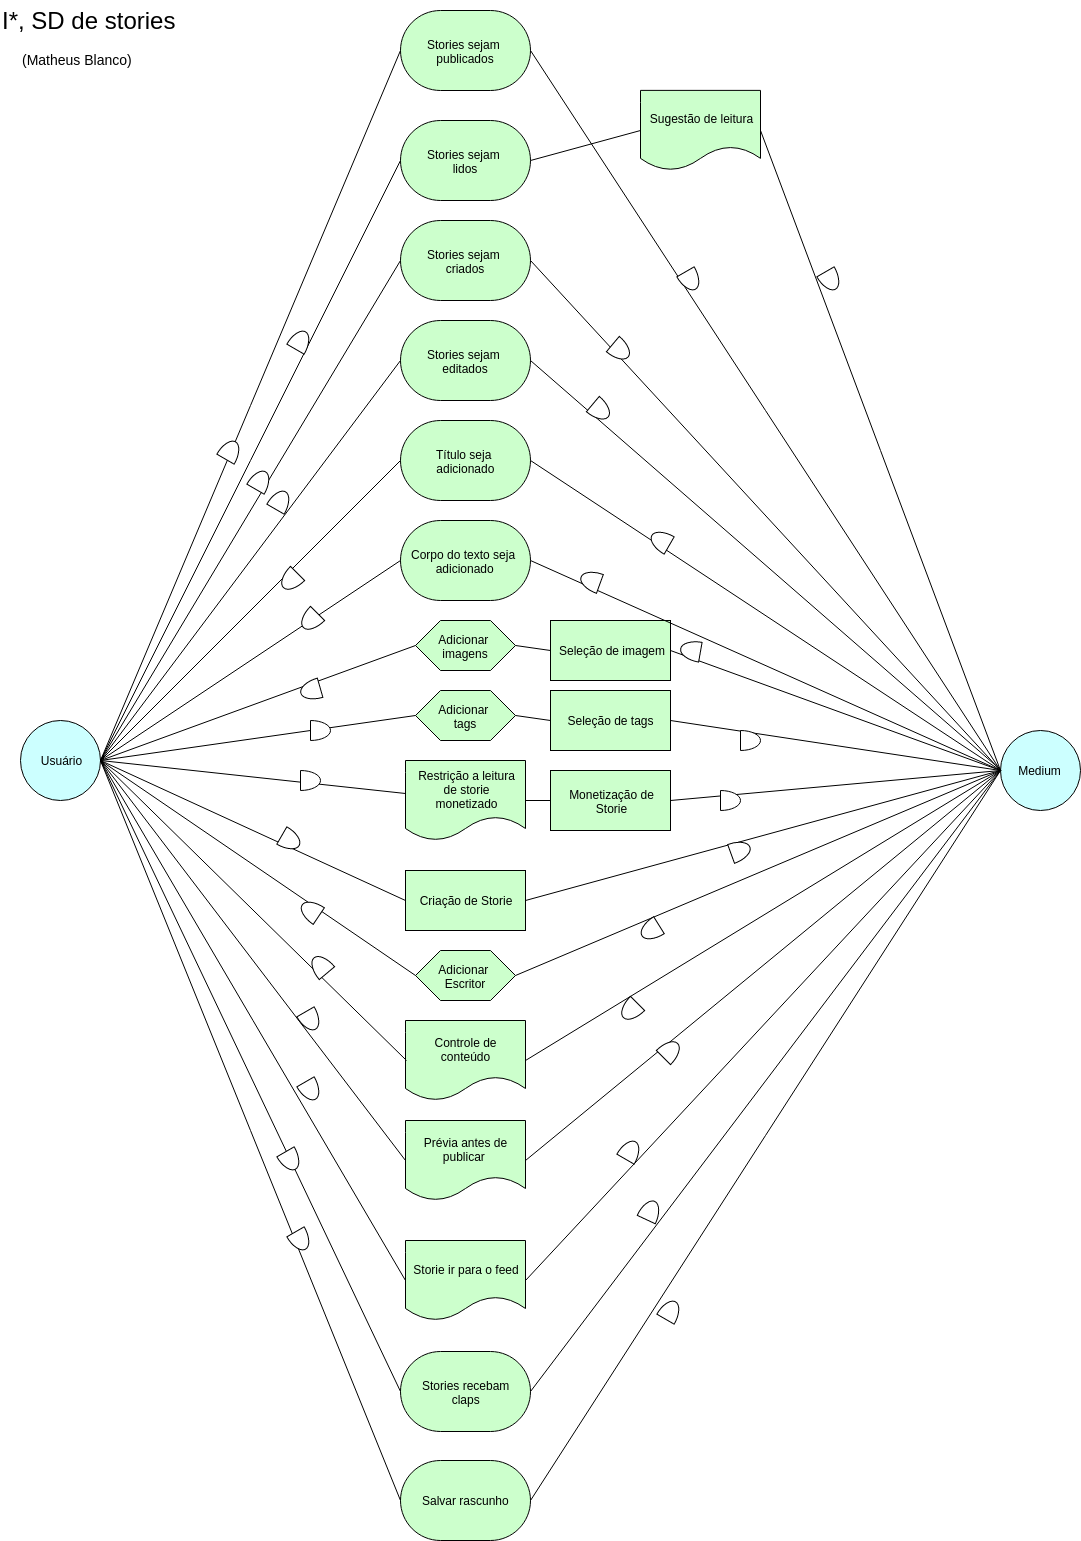 I*, SD de stories
(Matheus Blanco)
Stories sejam
publicados
Sugestão de leitura
Stories sejam
lidos
Stories sejam
criados
Stories sejam
editados
Título seja
adicionado
Corpo do texto seja
adicionado
Adicionar
imagens
Seleção de imagem
Adicionar
tags
Seleção de tags
Usuário
Medium
Restrição a leitura
de storie
monetizado
Monetização de
Storie
Criação de Storie
Adicionar
Escritor
Controle de
conteúdo
Prévia antes de
publicar
Storie ir para o feed
Stories recebam
claps
Salvar rascunho